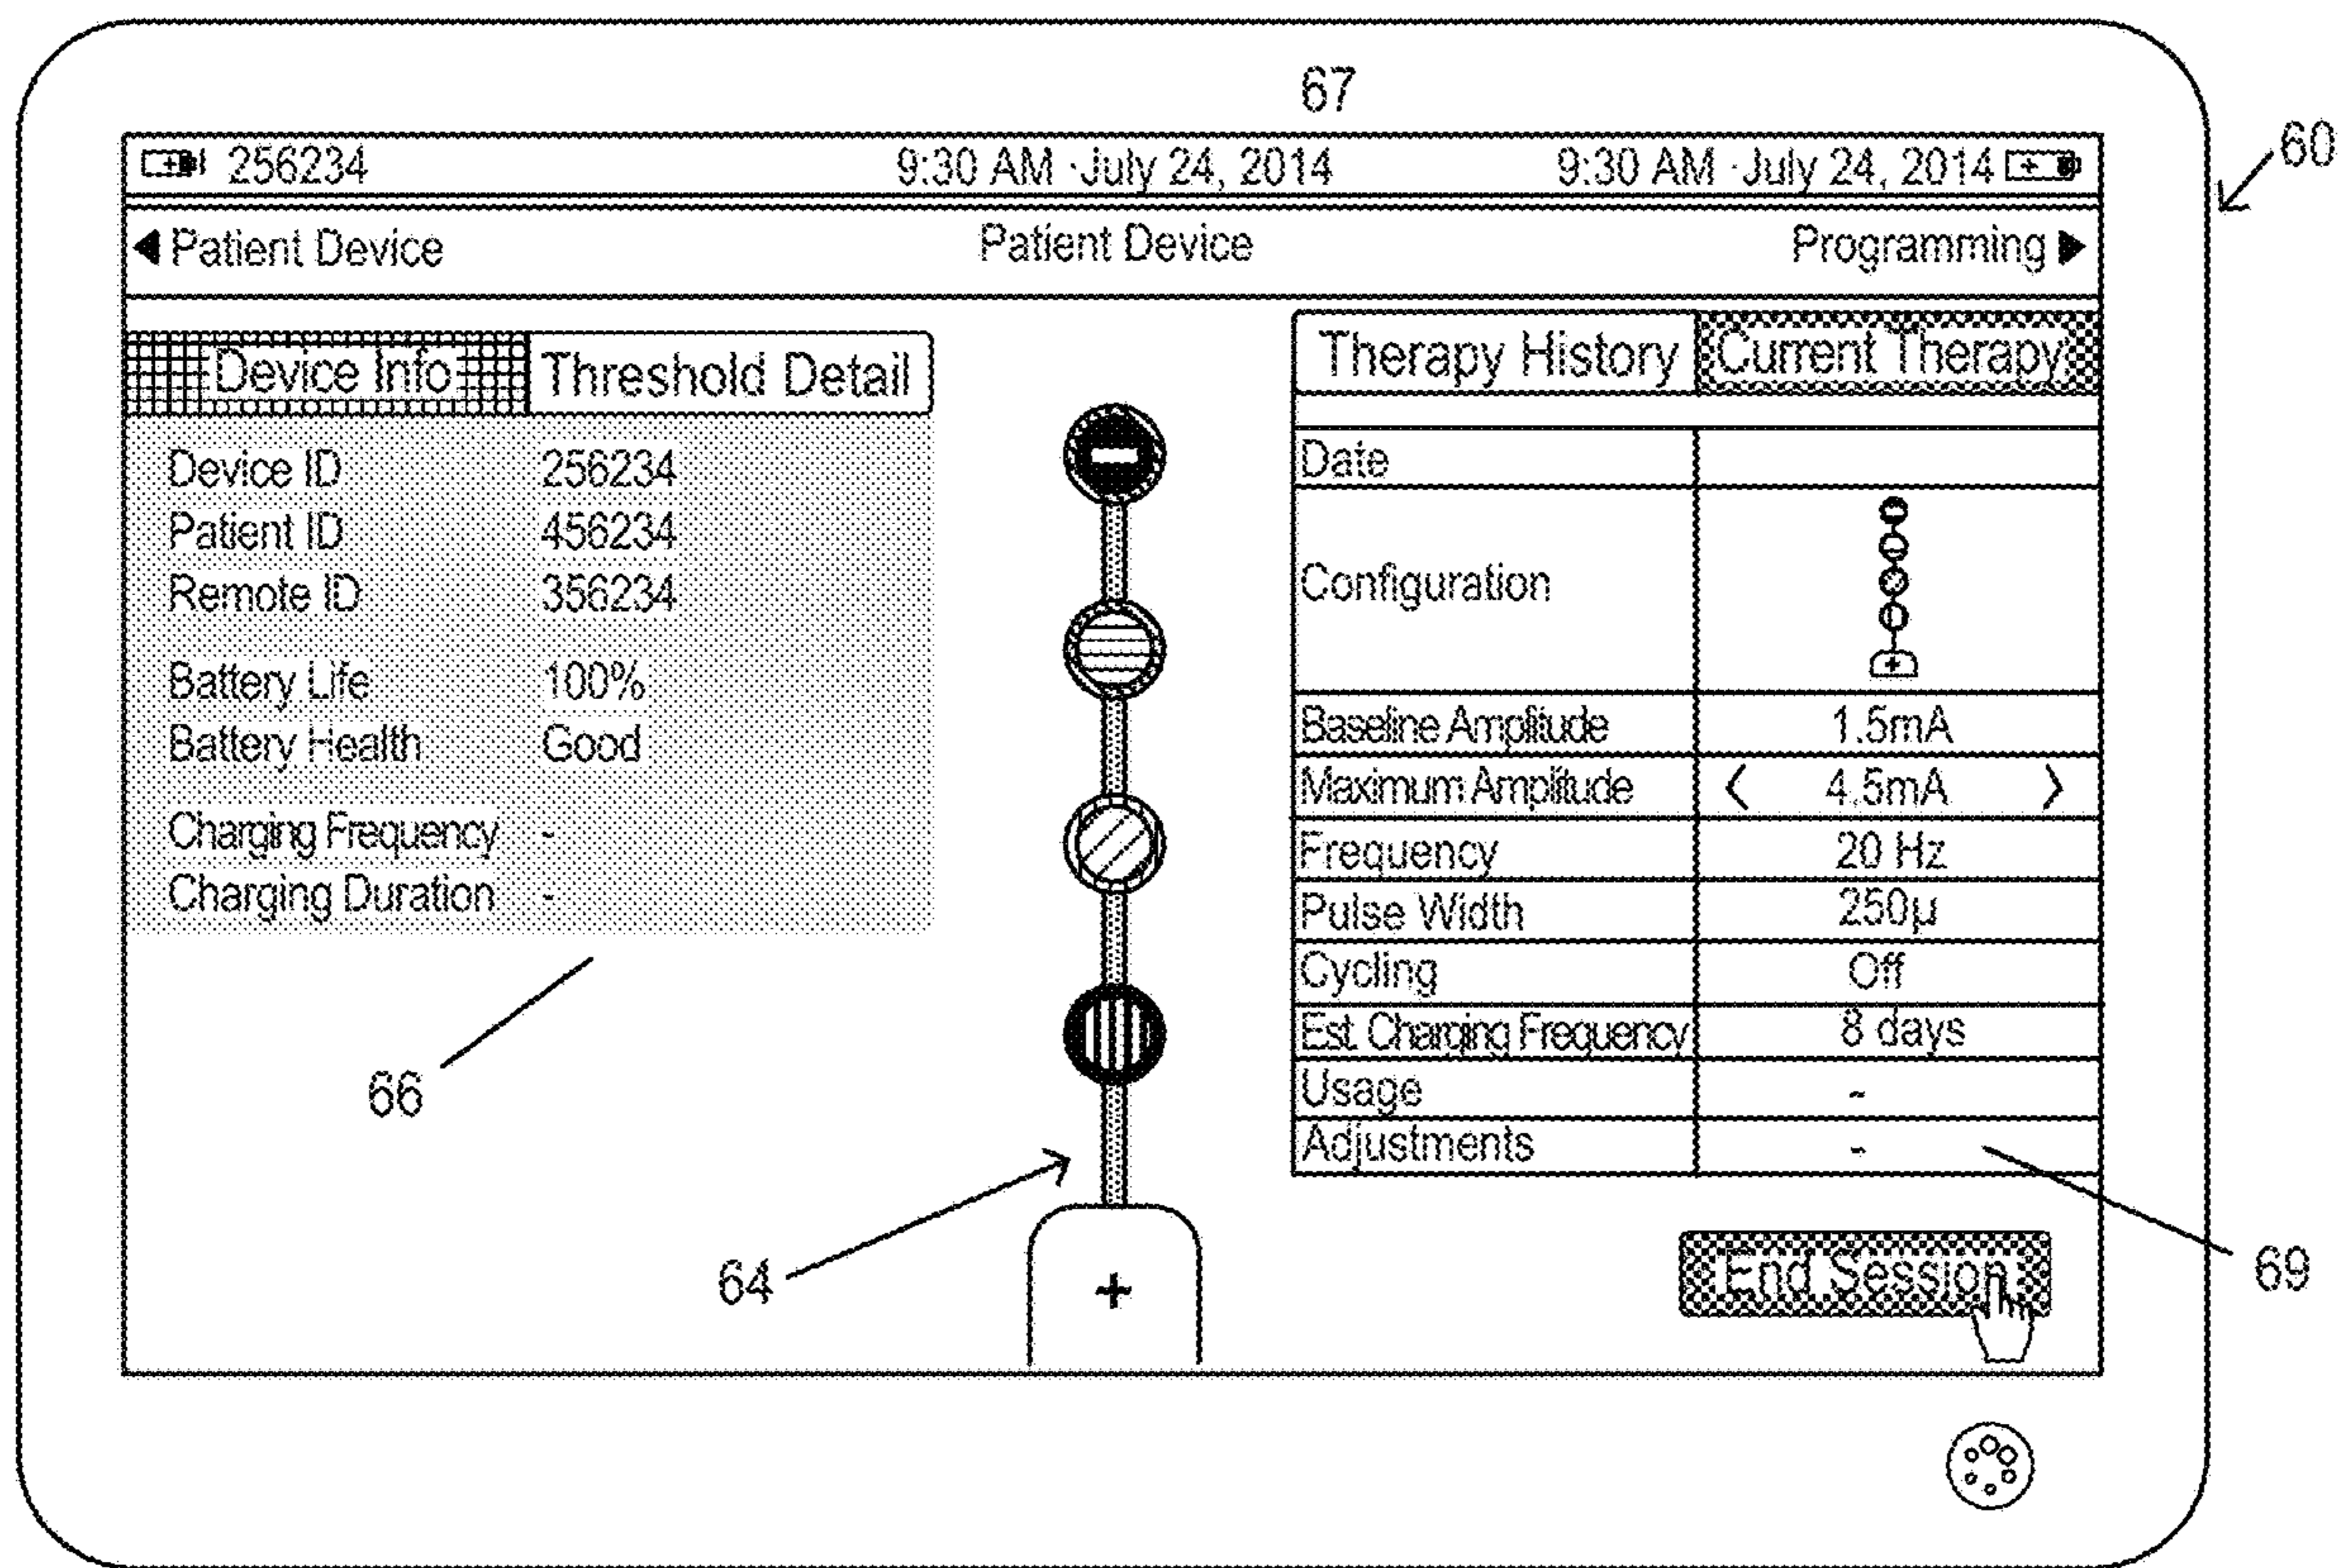 67
60
256234 9:30 AM · July 24, 2014 9:30 AM · July 24, 2014
Patient Device Patient Device Programming
Device Info Threshold Detail
Device ID 256234
Patient ID 456234
Remote ID 356234
Battery Life 100%
Battery Health Good
Charging Frequency -
Charging Duration -
66
64
+
Therapy History Current Therapy
Date
Configuration
+
Baseline Amplitude 1.5mA
Maximum Amplitude < 4.5mA >
Frequency 20 Hz
Pulse Width 250µ
Cycling Off
Est. Charging Frequency 8 days
Usage -
Adjustments -
69
End Session